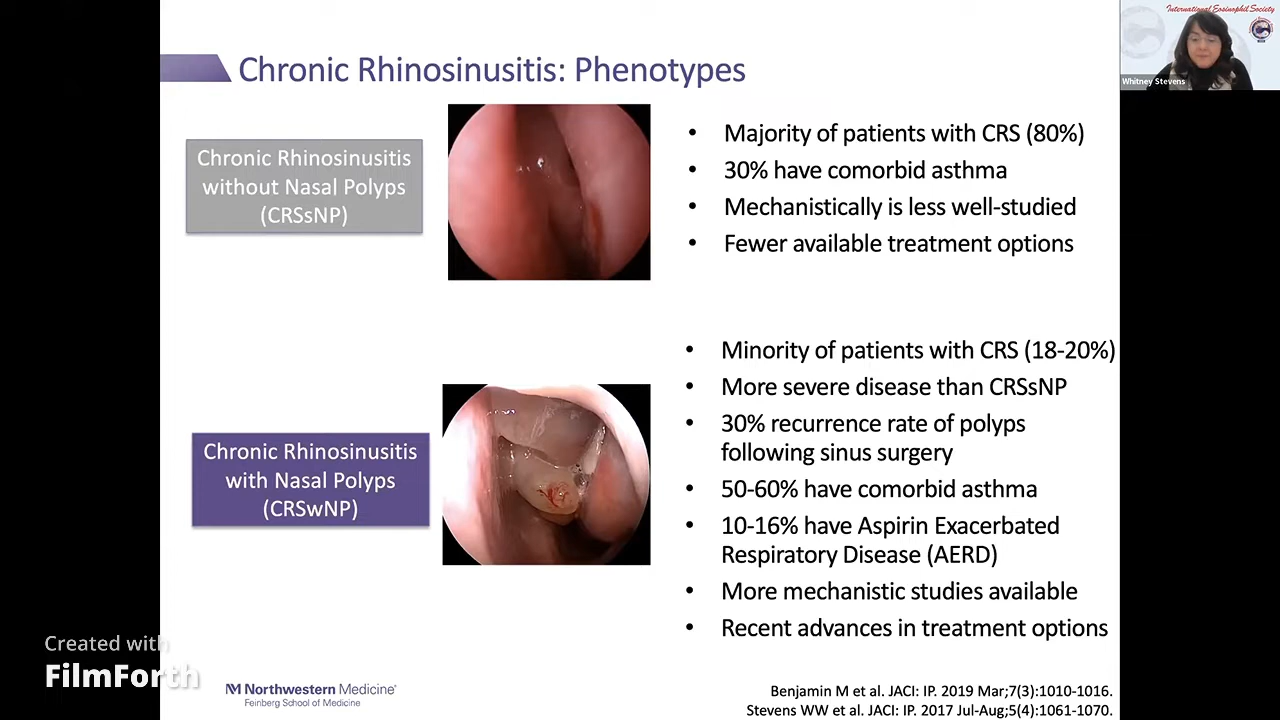 International Eosinophil Society
Whitney Stevens
Chronic Rhinosinusitis: Phenotypes
Chronic Rhinosinusitis
without Nasal Polyps
(CRSsNP)
• Majority of patients with CRS (80%)
• 30% have comorbid asthma
• Mechanistically is less well-studied
• Fewer available treatment options
Chronic Rhinosinusitis
with Nasal Polyps
(CRSwNP)
• Minority of patients with CRS (18-20%)
• More severe disease than CRSsNP
• 30% recurrence rate of polyps
following sinus surgery
• 50-60% have comorbid asthma
• 10-16% have Aspirin Exacerbated
Respiratory Disease (AERD)
• More mechanistic studies available
• Recent advances in treatment options
Created with
FilmForth
Northwestern Medicine®
Feinberg School of Medicine
Benjamin M et al. JACI: IP. 2019 Mar;7(3):1010-1016.
Stevens WW et al. JACI: IP. 2017 Jul-Aug;5(4):1061-1070.